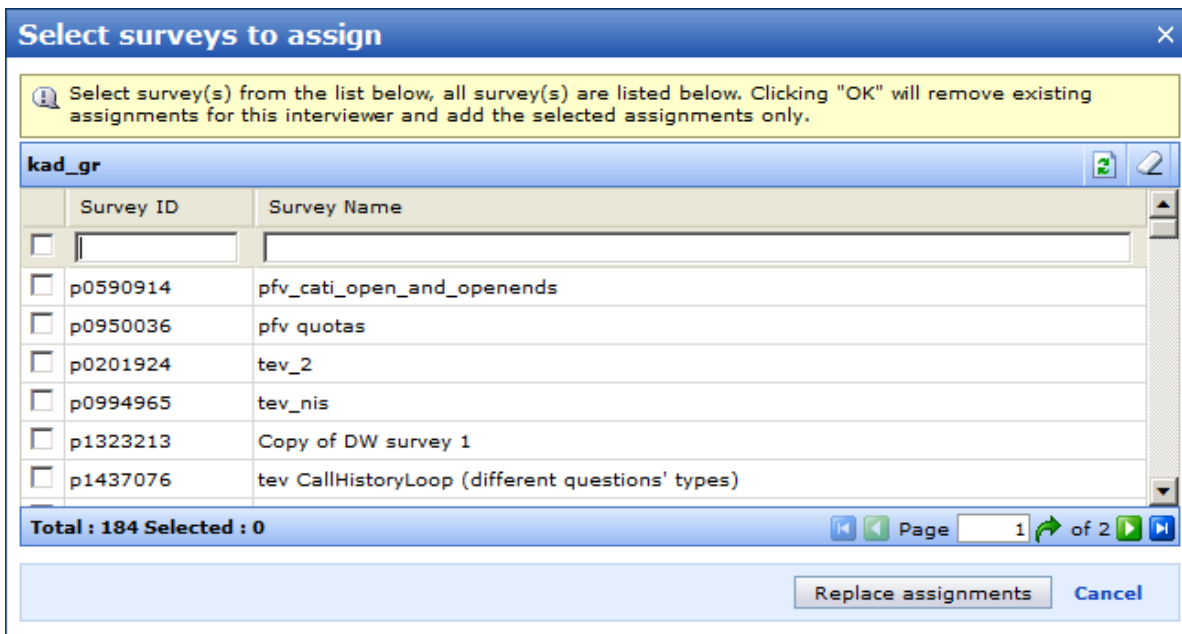 Select surveys to assign
Select survey(s) from the list below, all survey(s) are listed below. Clicking "OK" will remove existing
assignments for this interviewer and add the selected assignments only.
kad_gr
Survey ID Survey Name
p0590914 pfv_cati_open_and_openends
p0950036 pfv quotas
p0201924 tev_2
p0994965 tev_nis
p1323213 Copy of DW survey 1
p1437076 tev CallHistoryLoop (different questions' types)
Total : 184 Selected : 0 Page 1 of 2
Replace assignments Cancel